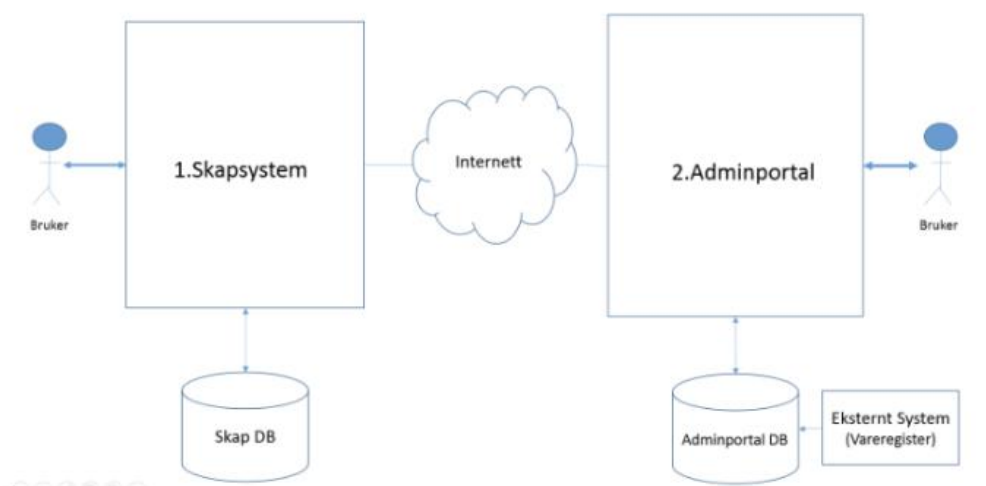 1.Skapsystem
Internett
2.Adminportal
Bruker
Bruker
Skap DB
Adminportal DB
Eksternt System
(Vareregister)